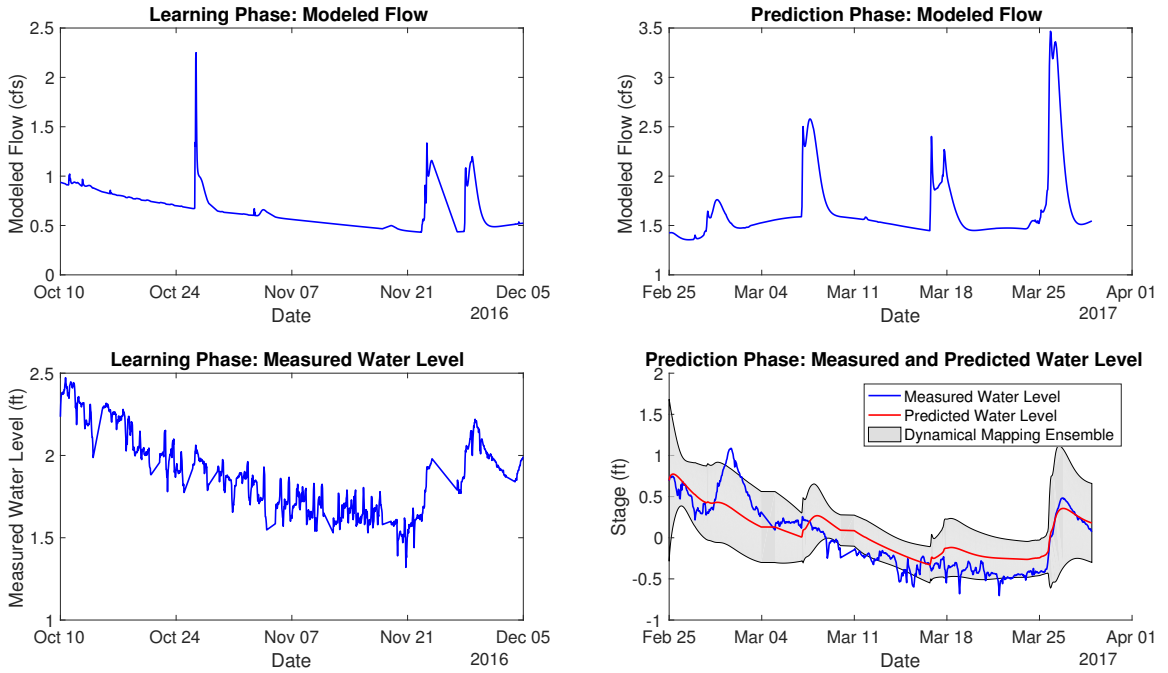 Learning Phase: Modeled Flow
2.5
2
1.5
1
0.5
0
Modeled Flow (cfs)
Oct 10 Oct 24 Nov 07 Nov 21 Dec 05
Date
2016
Prediction Phase: Modeled Flow
3.5
3
2.5
2
1.5
1
Modeled Flow (cfs)
Feb 25 Mar 04 Mar 11 Mar 18 Mar 25 Apr 01
Date
2017
Learning Phase: Measured Water Level
2.5
2
1.5
1
Measured Water Level (ft)
Oct 10 Oct 24 Nov 07 Nov 21 Dec 05
Date
2016
Prediction Phase: Measured and Predicted Water Level
2
1.5
1
0.5
0
-0.5
-1
Stage (ft)
Measured Water Level
Predicted Water Level
Dynamical Mapping Ensemble
Feb 25 Mar 04 Mar 11 Mar 18 Mar 25 Apr 01
Date
2017